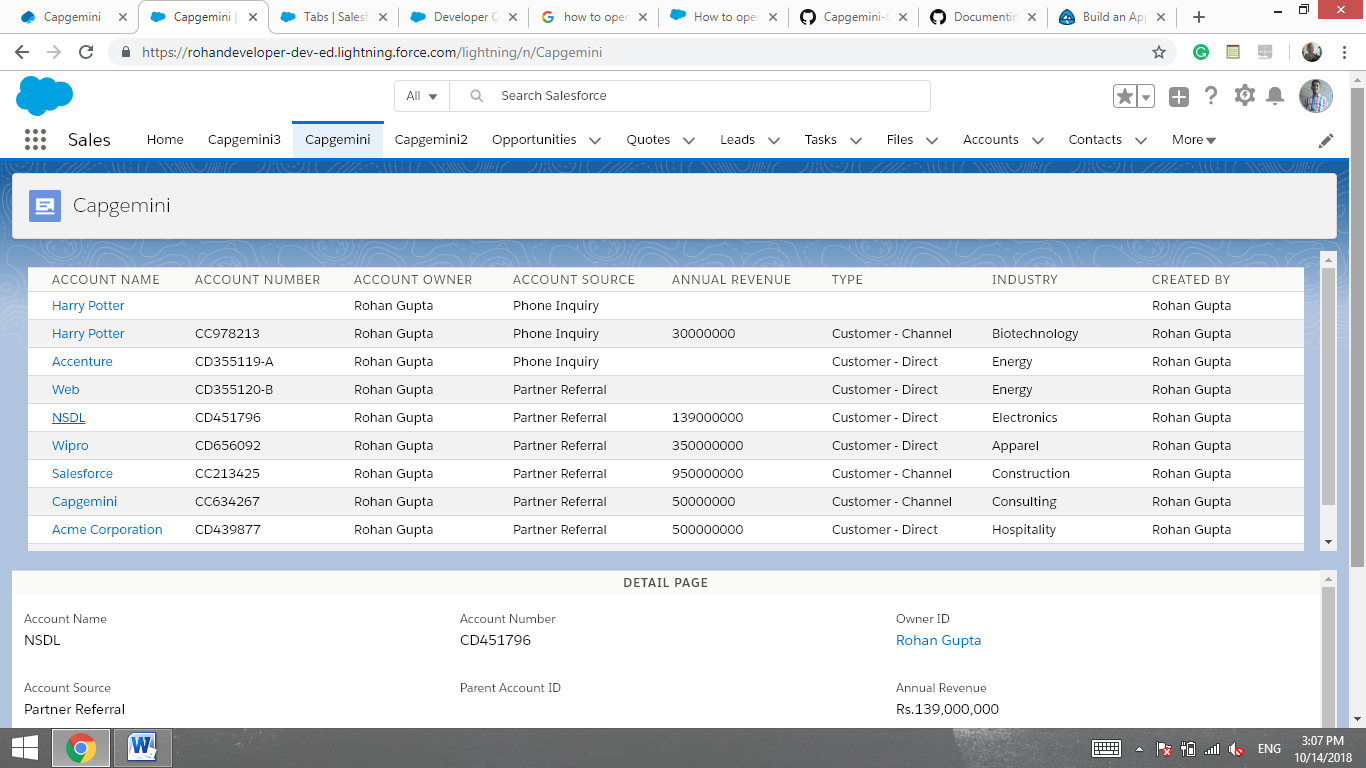 Capgemini
Capgemini |
Tabs | Salesf
Developer C
how to open
How to oper
Capgemini-C
Documentin
Build an App
https://rohandeveloper-dev-ed.lightning.force.com/lightning/n/Capgemini
All
Search Salesforce
Sales Home Capgemini3 Capgemini Capgemini2 Opportunities Quotes Leads Tasks Files Accounts Contacts More
Capgemini
ACCOUNT NAME ACCOUNT NUMBER ACCOUNT OWNER ACCOUNT SOURCE ANNUAL REVENUE TYPE INDUSTRY CREATED BY
Harry Potter Rohan Gupta Phone Inquiry Rohan Gupta
Harry Potter CC978213 Rohan Gupta Phone Inquiry 30000000 Customer - Channel Biotechnology Rohan Gupta
Accenture CD355119-A Rohan Gupta Phone Inquiry Customer - Direct Energy Rohan Gupta
Web CD355120-B Rohan Gupta Partner Referral Customer - Direct Energy Rohan Gupta
NSDL CD451796 Rohan Gupta Partner Referral 139000000 Customer - Direct Electronics Rohan Gupta
Wipro CD656092 Rohan Gupta Partner Referral 350000000 Customer - Direct Apparel Rohan Gupta
Salesforce CC213425 Rohan Gupta Partner Referral 950000000 Customer - Channel Construction Rohan Gupta
Capgemini CC634267 Rohan Gupta Partner Referral 50000000 Customer - Channel Consulting Rohan Gupta
Acme Corporation CD439877 Rohan Gupta Partner Referral 500000000 Customer - Direct Hospitality Rohan Gupta
DETAIL PAGE
Account Name Account Number Owner ID
NSDL CD451796 Rohan Gupta
Account Source Parent Account ID Annual Revenue
Partner Referral Rs.139,000,000
ENG
3:07 PM
10/14/2018